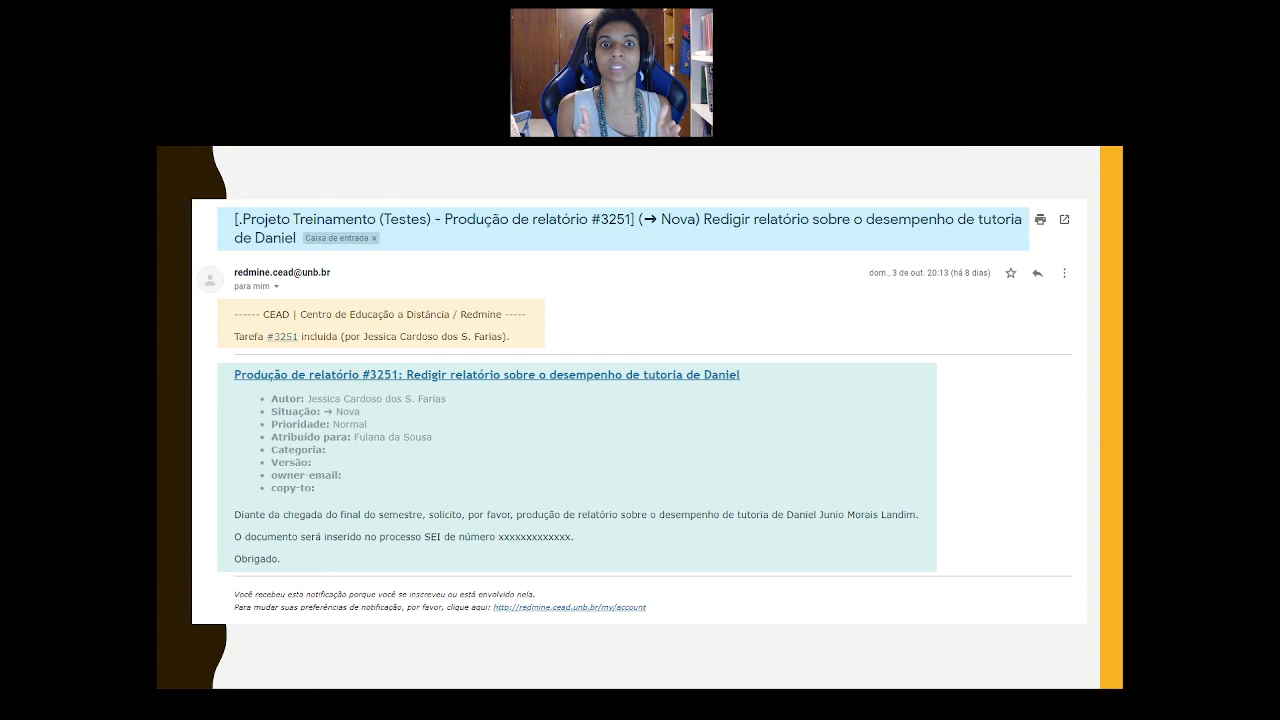 [.Projeto Treinamento (Testes) - Produção de relatório #3251] (→ Nova) Redigir relatório sobre o desempenho de tutoria
de Daniel Caixa de entrada x
redmine.cead@unb.br dom., 3 de out. 20:13 (há 8 dias)
para mim
------ CEAD | Centro de Educação a Distância / Redmine -----
Tarefa #3251 incluída (por Jessica Cardoso dos S. Farias).
Produção de relatório #3251: Redigir relatório sobre o desempenho de tutoria de Daniel
• Autor: Jessica Cardoso dos S. Farias
• Situação: → Nova
• Prioridade: Normal
• Atribuído para: Fulana da Sousa
• Categoria:
• Versão:
• owner-email:
• copy-to:
Diante da chegada do final do semestre, solicito, por favor, produção de relatório sobre o desempenho de tutoria de Daniel Junio Morais Landim.
O documento será inserido no processo SEI de número xxxxxxxxxxxxx.
Obrigado.
Você recebeu esta notificação porque você se inscreveu ou está envolvido nela.
Para mudar suas preferências de notificação, por favor, clique aqui: http://redmine.cead.unb.br/my/account